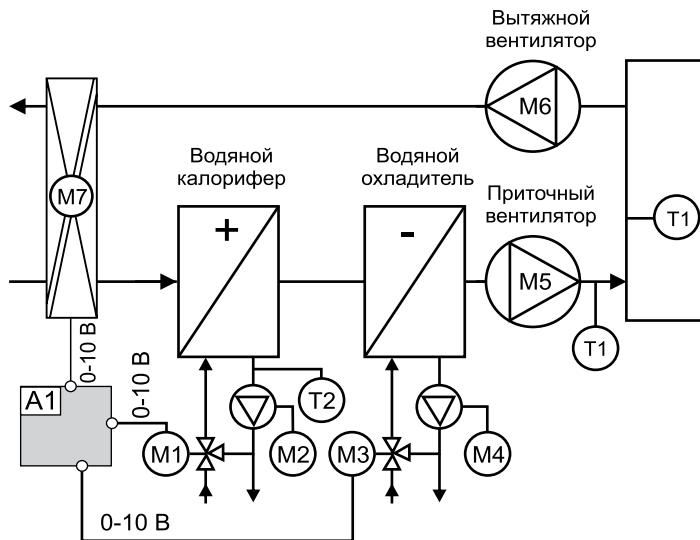 Вытяжной
вентилятор
M6
Водяной
калорифер
Водяной
охладитель
Приточный
вентилятор
M7
+
-
T1
M5
T1
0-10 В
A1
0-10 В
T2
M1
M2
M3
M4
0-10 В